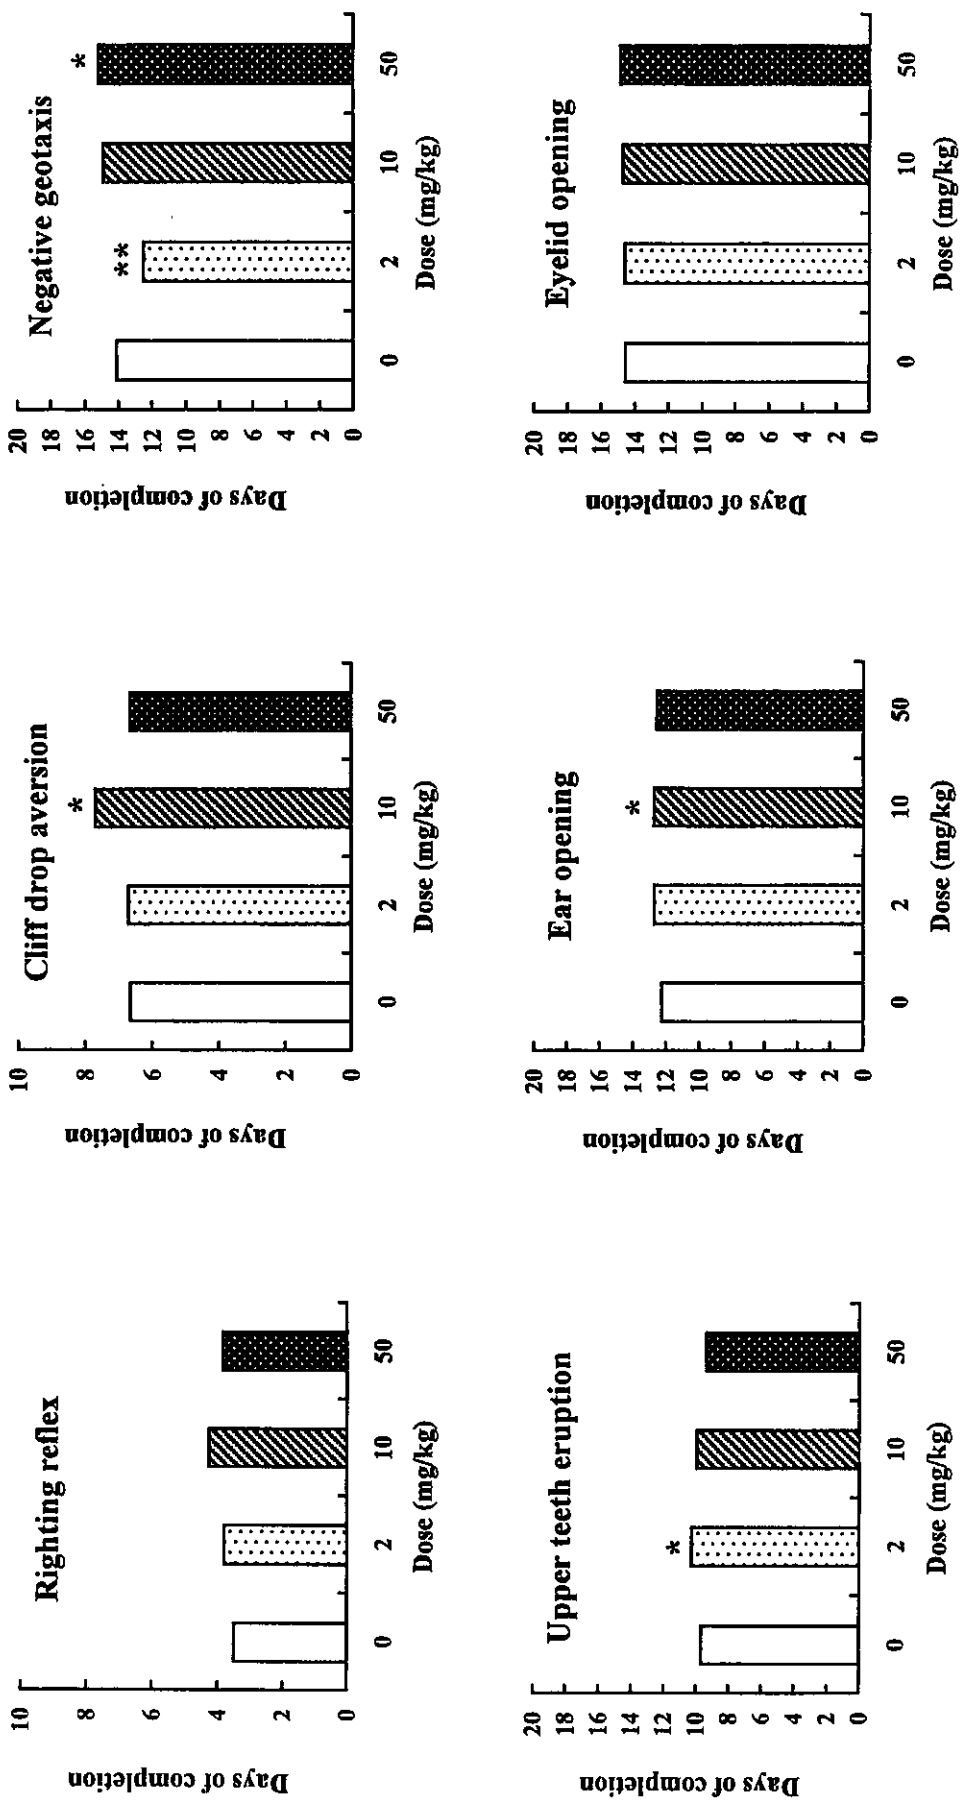 Righting reflex
Days of completion
10
8
6
4
2
0
0 2 10 50
Dose (mg/kg)
Cliff drop aversion
*
Days of completion
10
8
6
4
2
0
0 2 10 50
Dose (mg/kg)
Negative geotaxis
** *
Days of completion
20
18
16
14
12
10
8
6
4
2
0
0 2 10 50
Dose (mg/kg)
Upper teeth eruption
*
Days of completion
20
18
16
14
12
10
8
6
4
2
0
0 2 10 50
Dose (mg/kg)
Ear opening
*
Days of completion
20
18
16
14
12
10
8
6
4
2
0
0 2 10 50
Dose (mg/kg)
Eyelid opening
Days of completion
20
18
16
14
12
10
8
6
4
2
0
0 2 10 50
Dose (mg/kg)